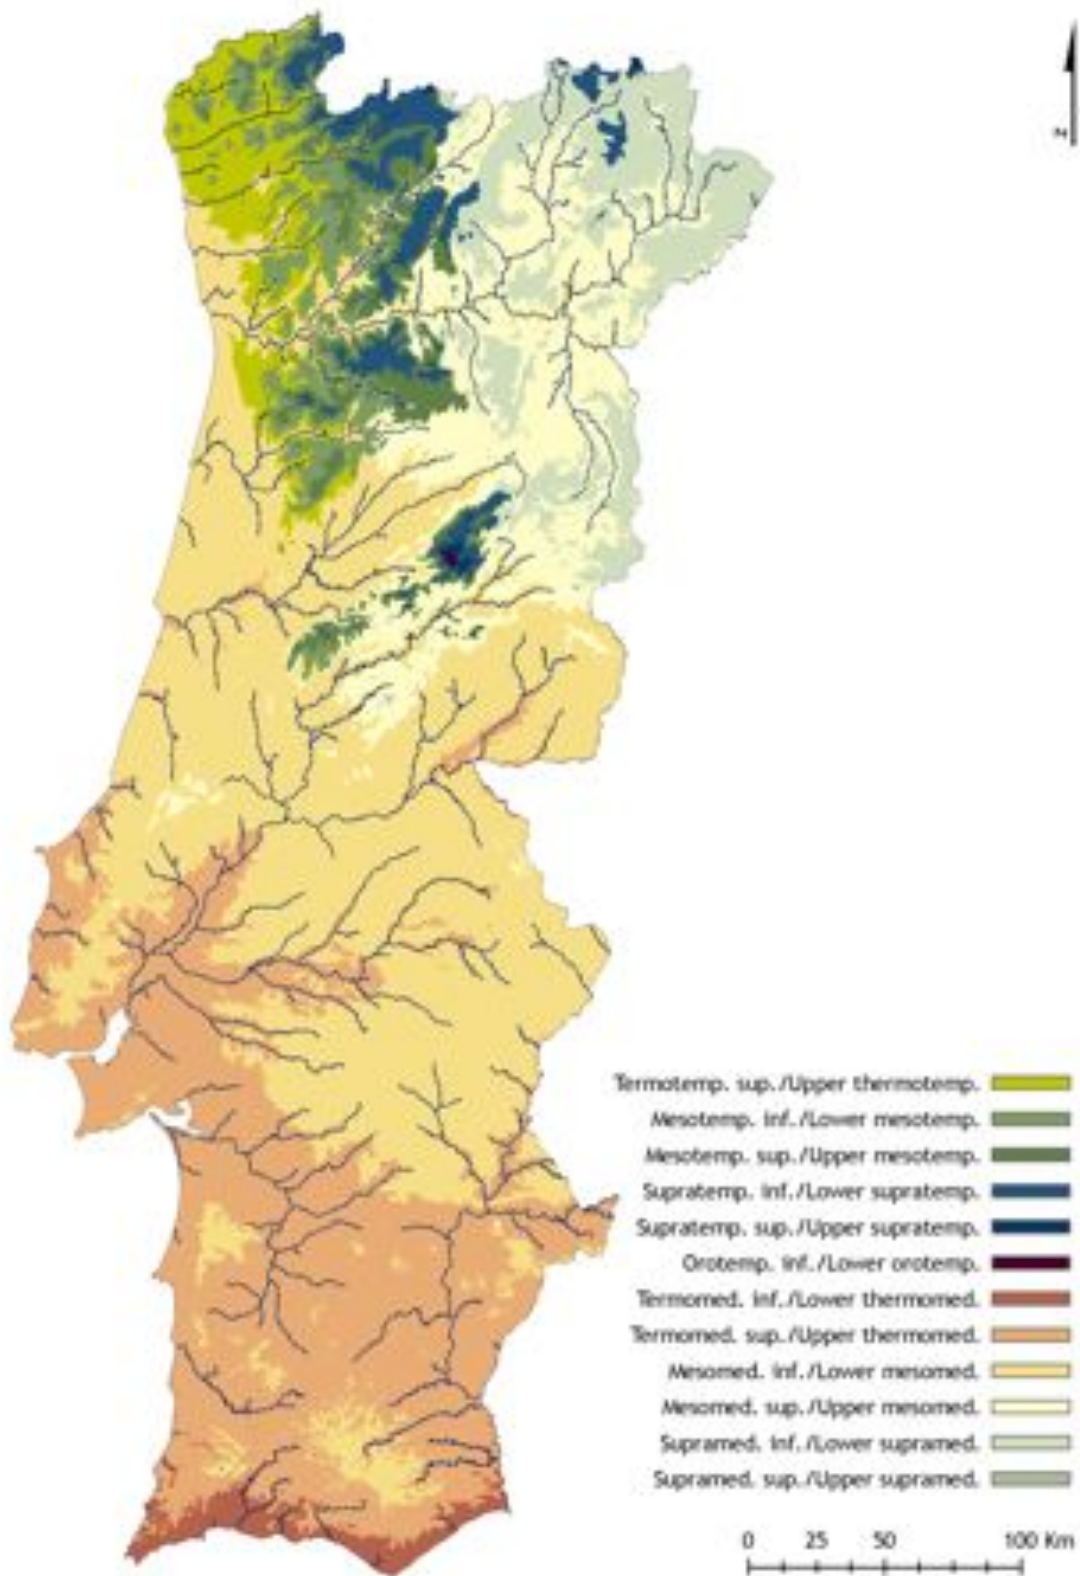 N
Termotemp. sup./Upper thermotemp.
Mesotemp. inf./Lower mesotemp.
Mesotemp. sup./Upper mesotemp.
Supratemp. inf./Lower supratemp.
Supratemp. sup./Upper supratemp.
Orotemp. inf./Lower orotemp.
Termomed. inf./Lower thermomed.
Termomed. sup./Upper thermomed.
Mesomed. inf./Lower mesomed.
Mesomed. sup./Upper mesomed.
Supramed. inf./Lower supramed.
Supramed. sup./Upper supramed.
0 25 50 100 Km